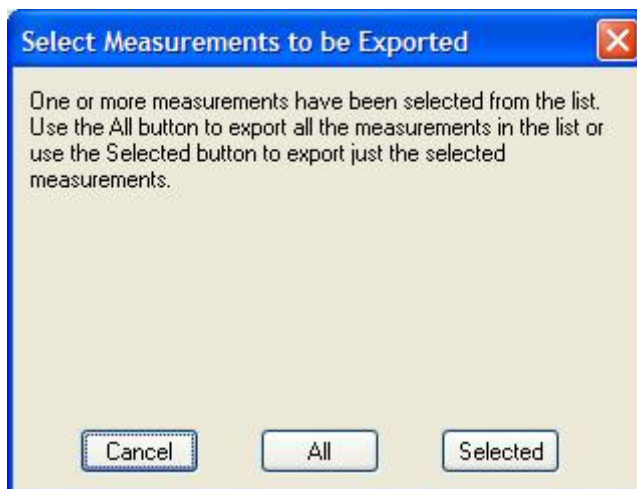 Select Measurements to be Exported
One or more measurements have been selected from the list.
Use the All button to export all the measurements in the list or
use the Selected button to export just the selected
measurements.
Cancel
All
Selected